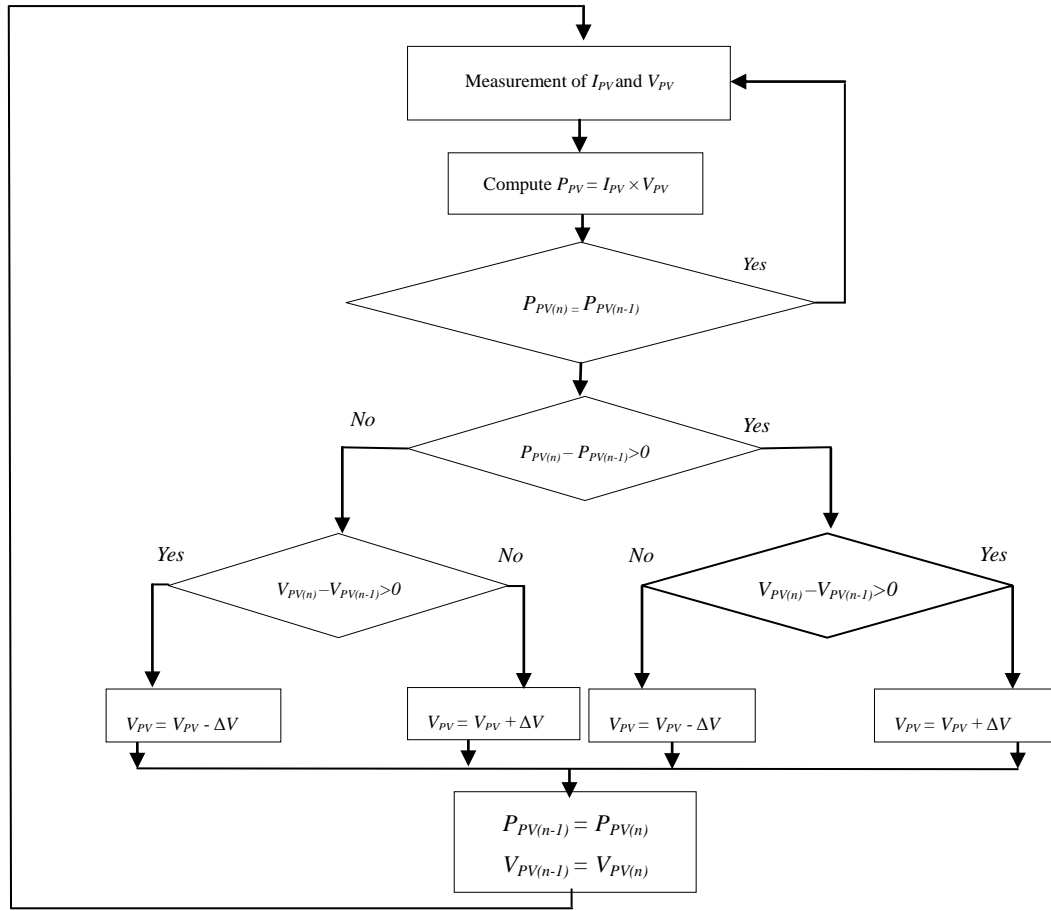 Measurement of I_PV and V_PV
Compute P_PV = I_PV × V_PV
Yes
P_PV(n) = P_PV(n-1)
No
Yes
P_PV(n) – P_PV(n-1) >0
Yes
No
No
Yes
V_PV(n) –V_PV(n-1) >0
V_PV(n) –V_PV(n-1) >0
V_PV = V_PV - ΔV
V_PV = V_PV + ΔV
V_PV = V_PV - ΔV
V_PV = V_PV + ΔV
P_PV(n-1) = P_PV(n)
V_PV(n-1) = V_PV(n)